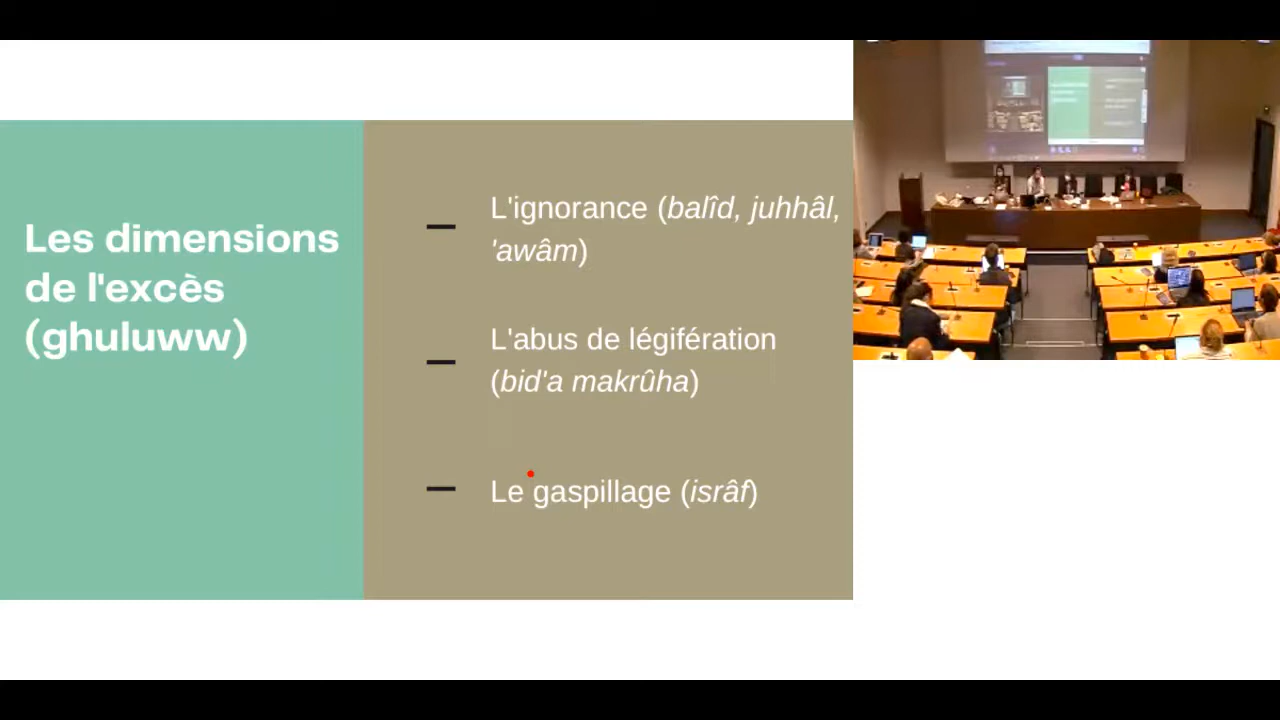 Les dimensions
de l'excès
(ghuluww)
L'ignorance (balîd, juhhâl,
'awâm)
L'abus de légifération
(bid'a makrûha)
Le gaspillage (isrâf)